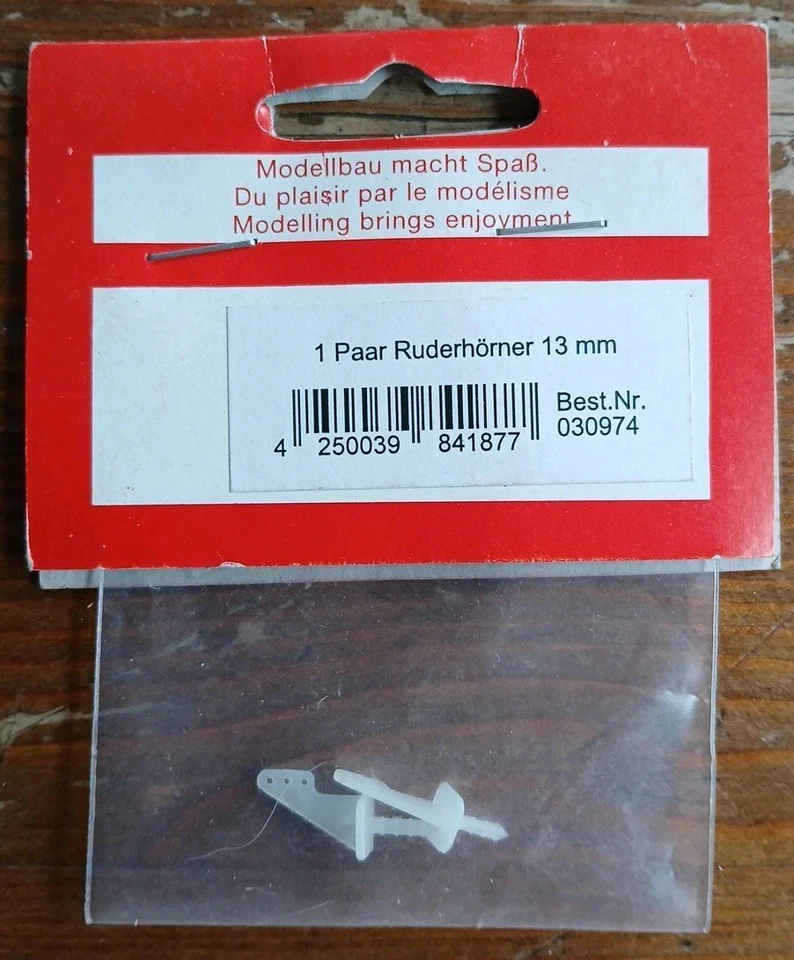 Modellbau macht Spaß.
Du plaisir par le modélisme
Modelling brings enjoyment
1 Paar Ruderhörner 13 mm
Best.Nr.
030974
4 250039 841877